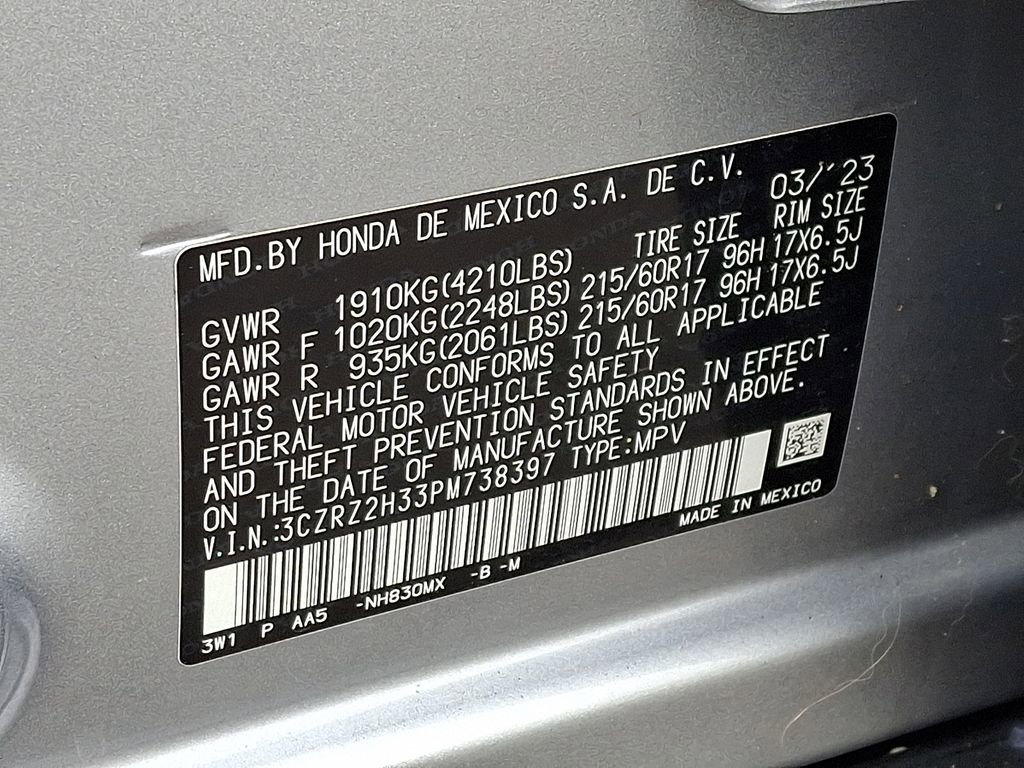 MFD.BY HONDA DE MEXICO S.A. DE C.V. 03/'23
TIRE SIZE RIM SIZE
GVWR 1910KG(4210LBS)
GAWR F 1020KG(2248LBS) 215/60R17 96H 17X6.5J
GAWR R 935KG(2061LBS) 215/60R17 96H 17X6.5J
THIS VEHICLE CONFORMS TO ALL APPLICABLE
FEDERAL MOTOR VEHICLE SAFETY
AND THEFT PREVENTION STANDARDS IN EFFECT
ON THE DATE OF MANUFACTURE SHOWN ABOVE.
V.I.N.:3CZRZ2H33PM738397 TYPE:MPV
MADE IN MEXICO
3W1 P AA5 -NH830MX -B -M